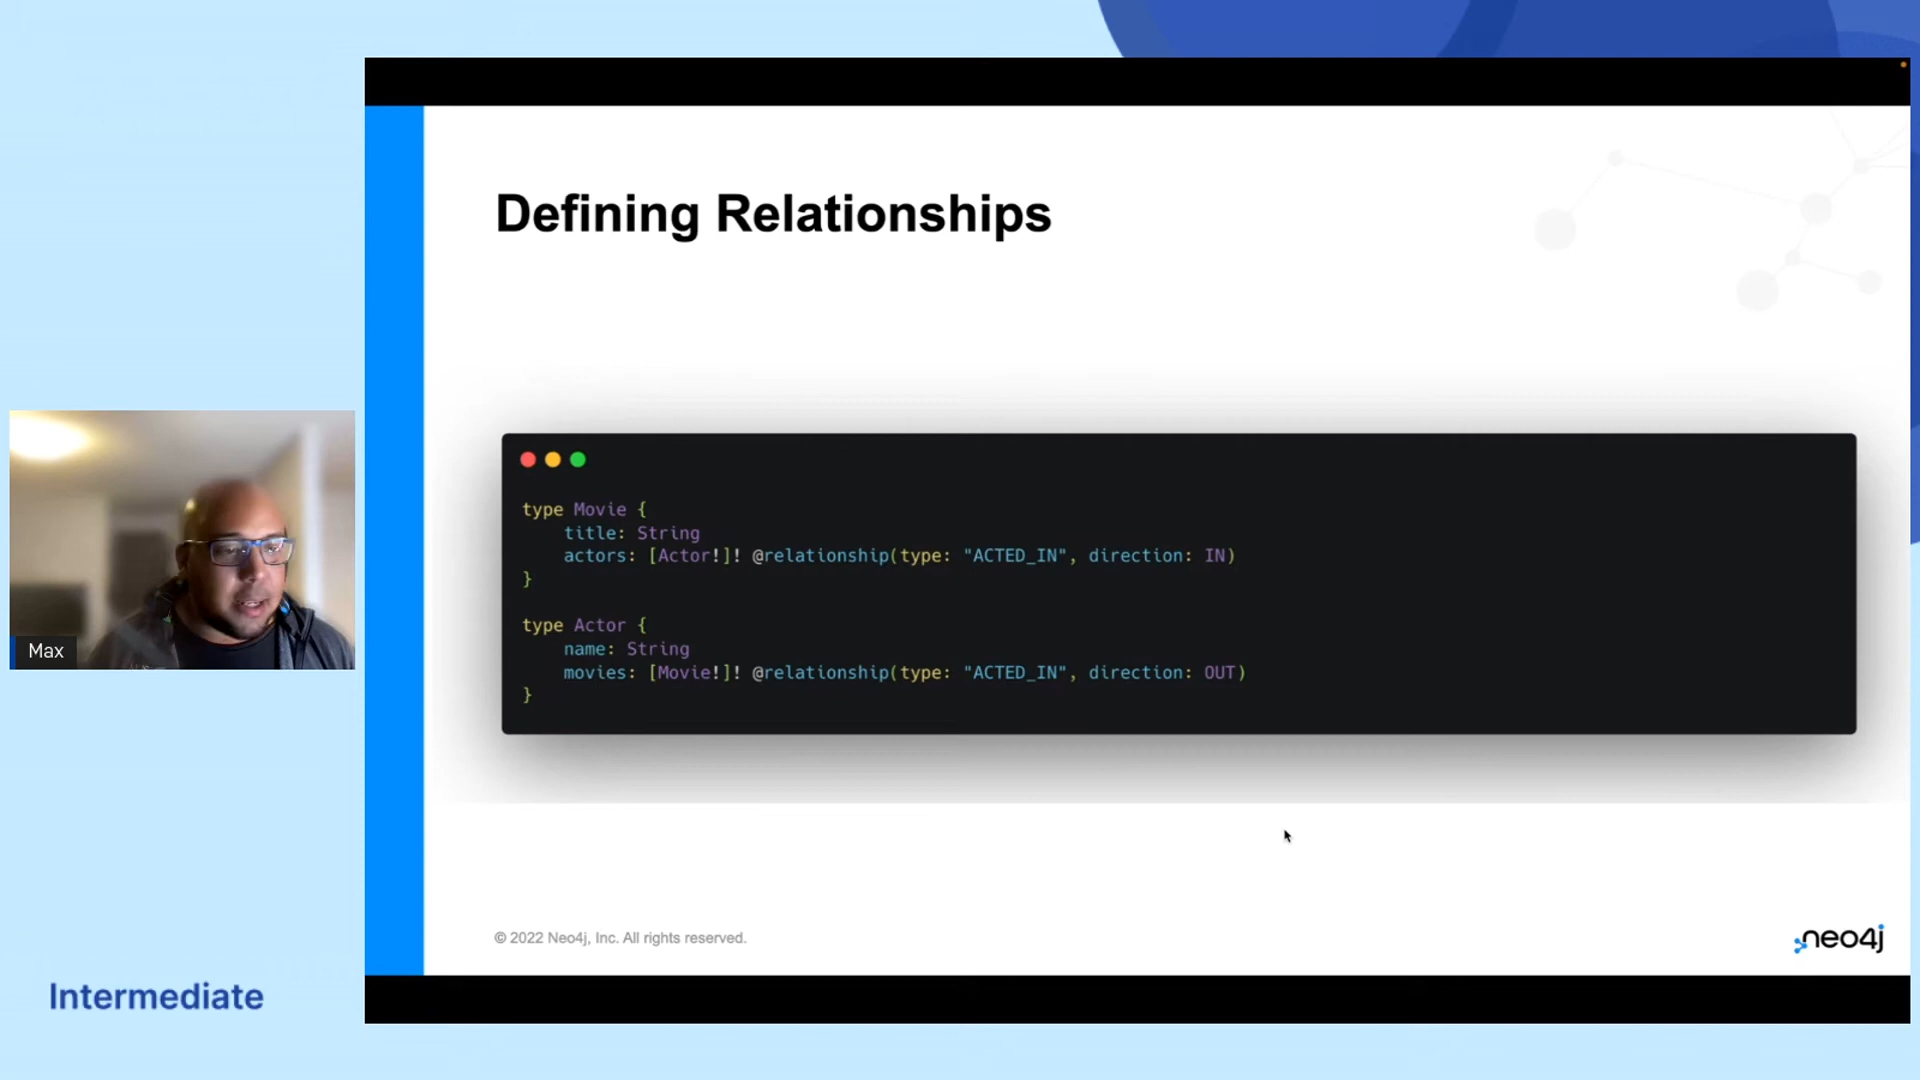 Defining Relationships
type Movie {
title: String
actors: [Actor!]! @relationship(type: "ACTED_IN", direction: IN)
}
type Actor {
name: String
movies: [Movie!]! @relationship(type: "ACTED_IN", direction: OUT)
}
Max
© 2022 Neo4j, Inc. All rights reserved.
neo4j
Intermediate